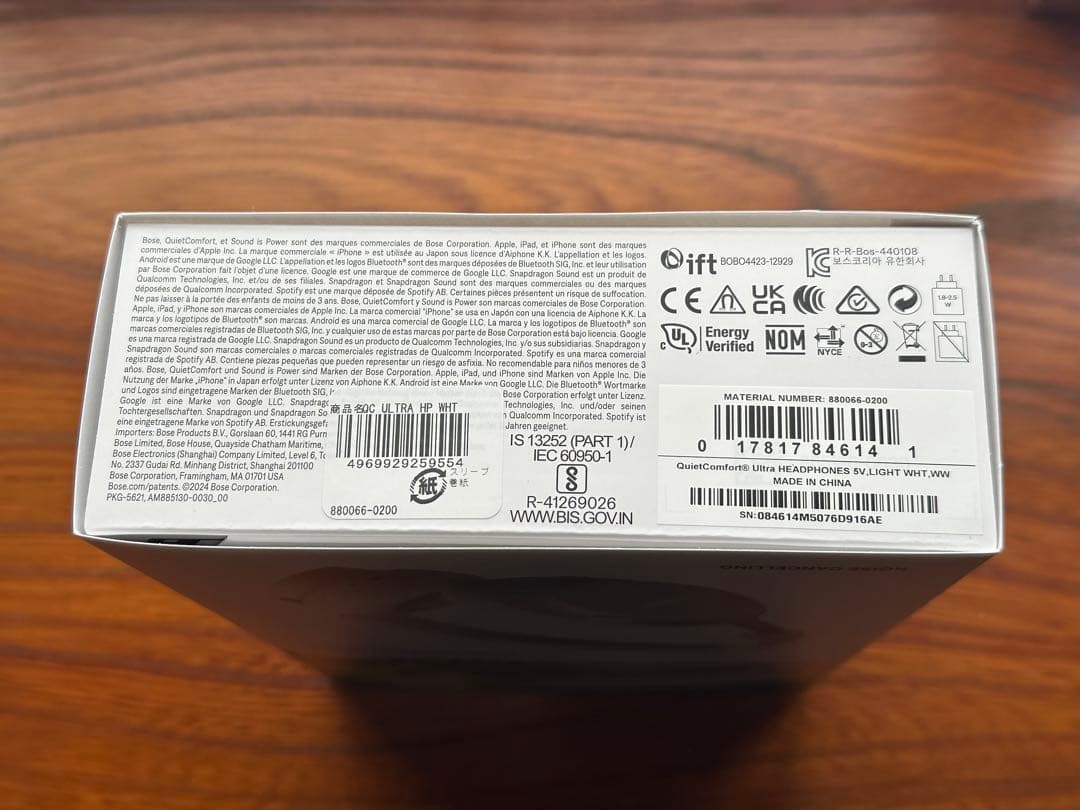 Bose, QuietComfort, et Sound is Power sont des marques commerciales de Bose Corporation. Apple, iPad, et iPhone sont des marques
commerciales d'Apple Inc. La marque commerciale « iPhone » est utilisée au Japon sous licence d'Aiphone K.K. L'appellation et les logos
Android est une marque de Google LLC. L'appellation et les logos Bluetooth® sont des marques déposées de Bluetooth SIG, Inc. et leur utilisation
par Bose Corporation fait l'objet d'une licence. Google est une marque de commerce de Google LLC. Snapdragon Sound est un produit de
Qualcomm Technologies, Inc. et/ou de ses filiales. Snapdragon et Snapdragon Sound sont des marques commerciales ou des marques
déposées de Qualcomm Incorporated. Spotify est une marque déposée de Spotify AB. Certaines pièces présentent un risque de suffocation.
Ne pas laisser à la portée des enfants de moins de 3 ans. Bose, QuietComfort y Sound is Power son marcas comerciales de Bose Corporation.
Apple, iPad, y iPhone son marcas comerciales de Apple Inc. La marca comercial "iPhone" se usa en Japón con una licencia de Aiphone K.K. La
marca y los logotipos de Bluetooth® son marcas. Android es una marca de Google LLC. La marca y los logotipos de Bluetooth® son
marcas comerciales registradas de Bluetooth SIG, Inc. y cualquier uso de estas marcas por parte de Bose Corporation está bajo licencia. Google
es una marca registrada de Google LLC. Snapdragon Sound es un producto de Qualcomm Technologies, Inc. y/o sus subsidiarias. Snapdragon y
Snapdragon Sound son marcas comerciales o marcas comerciales registradas de Qualcomm Incorporated. Spotify es una marca comercial
registrada de Spotify AB. Contiene piezas pequeñas que pueden representar un riesgo de asfixia. No recomendable para niños menores de 3
años. Bose, QuietComfort und Sound is Power sind Marken der Bose Corporation. Apple, iPad, und iPhone sind Marken von Apple Inc. Die
Nutzung der Marke „iPhone" in Japan erfolgt unter Lizenz von Aiphone K.K. Android ist eine Marke von Google LLC. Die Bluetooth® Wortmarke
und Logos sind eingetragene Marken der Bluetooth SIG, Bose Corporation erfolgt unter Lizenz.
Google ist eine Marke von Google LLC. Snapdrag Technologies, Inc. und/oder seinen
Tochtergesellschaften. Snapdragon und Snapdragon So Qualcomm Incorporated. Spotify ist
eine eingetragene Marke von Spotify AB. Erstickungsgefa Jahren geeignet.
Importers: Bose Products B.V., Gorslaan 60, 1441 RG Purm
Bose Limited, Bose House, Quayside Chatham Maritime,
Bose Electronics (Shanghai) Company Limited, Level 6, T
No. 2337 Gudai Rd. Minhang District, Shanghai 201100
Bose Corporation, Framingham, MA 01701 USA
Bose.com/patents. ©2024 Bose Corporation.
PKG-5621, AM885130-0030_00
商品名QC ULTRA HP WHT
4969929259554
紙
スリーブ
巻紙
880066-0200
IS 13252 (PART 1)/
IEC 60950-1
R-41269026
WWW.BIS.GOV.IN
ift BOBO4423-12929
R-R-Bos-440108
보스코리아 유한회사
CE
UK
CA
1.8-2.5
W
c UL Energy
Verified
NOM
NYCE
MATERIAL NUMBER: 880066-0200
0 17817 84614 1
QuietComfort® Ultra HEADPHONES 5V,LIGHT WHT,WW
MADE IN CHINA
SN:084614M5076D916AE
NOISE CANCELLING